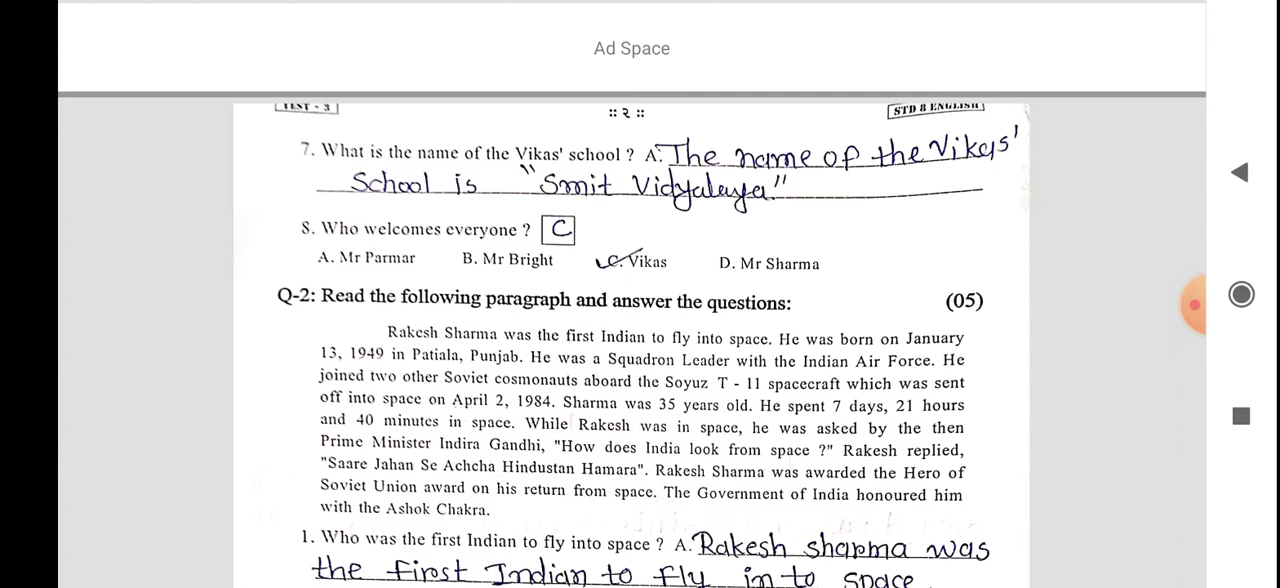 Ad Space
TEST - 3 :: ૨ :: STD 8 ENGLISH
7. What is the name of the Vikas' school ? A. The name of the Vikas'
School is "Smit Vidyalaya."
8. Who welcomes everyone ? C
A. Mr Parmar B. Mr Bright C. Vikas D. Mr Sharma
Q-2: Read the following paragraph and answer the questions: (05)
Rakesh Sharma was the first Indian to fly into space. He was born on January
13, 1949 in Patiala, Punjab. He was a Squadron Leader with the Indian Air Force. He
joined two other Soviet cosmonauts aboard the Soyuz T - 11 spacecraft which was sent
off into space on April 2, 1984. Sharma was 35 years old. He spent 7 days, 21 hours
and 40 minutes in space. While Rakesh was in space, he was asked by the then
Prime Minister Indira Gandhi, "How does India look from space ?" Rakesh replied,
"Saare Jahan Se Achcha Hindustan Hamara". Rakesh Sharma was awarded the Hero of
Soviet Union award on his return from space. The Government of India honoured him
with the Ashok Chakra.
1. Who was the first Indian to fly into space ? A. Rakesh sharma was
the first Indian to fly in to space